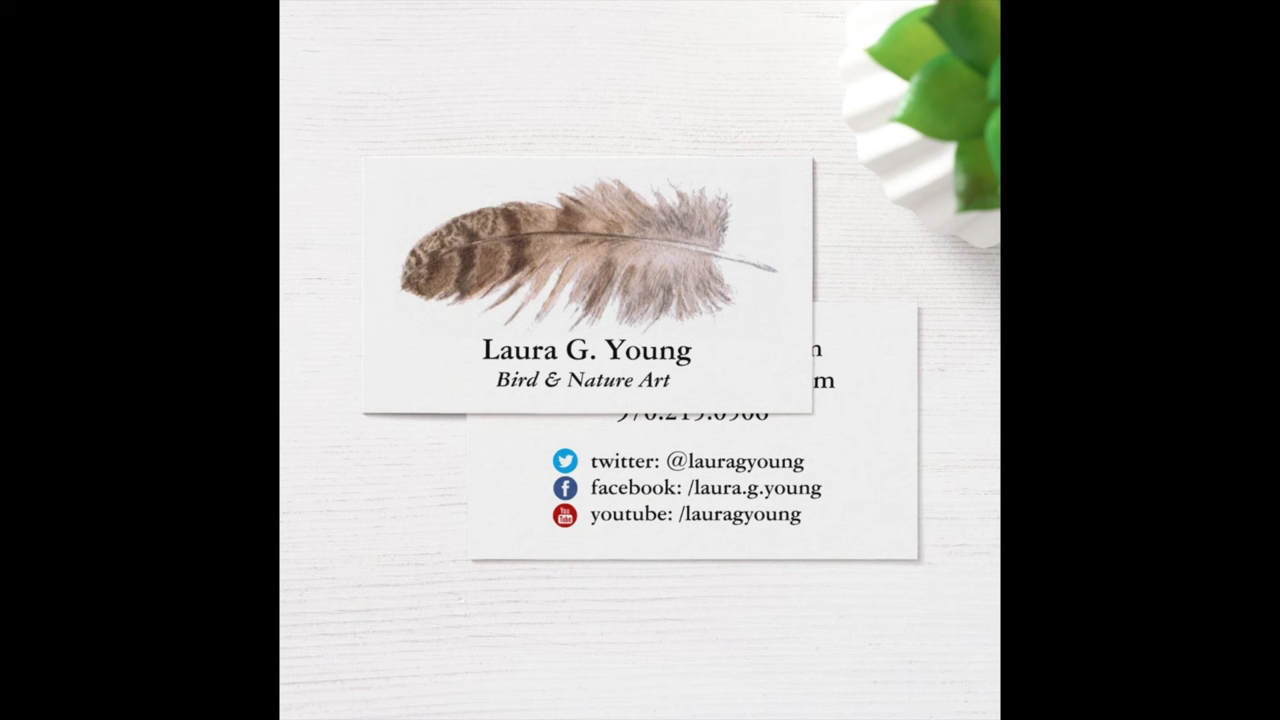 Laura G. Young
Bird & Nature Art
twitter: @lauragyoung
facebook: /laura.g.young
youtube: /lauragyoung